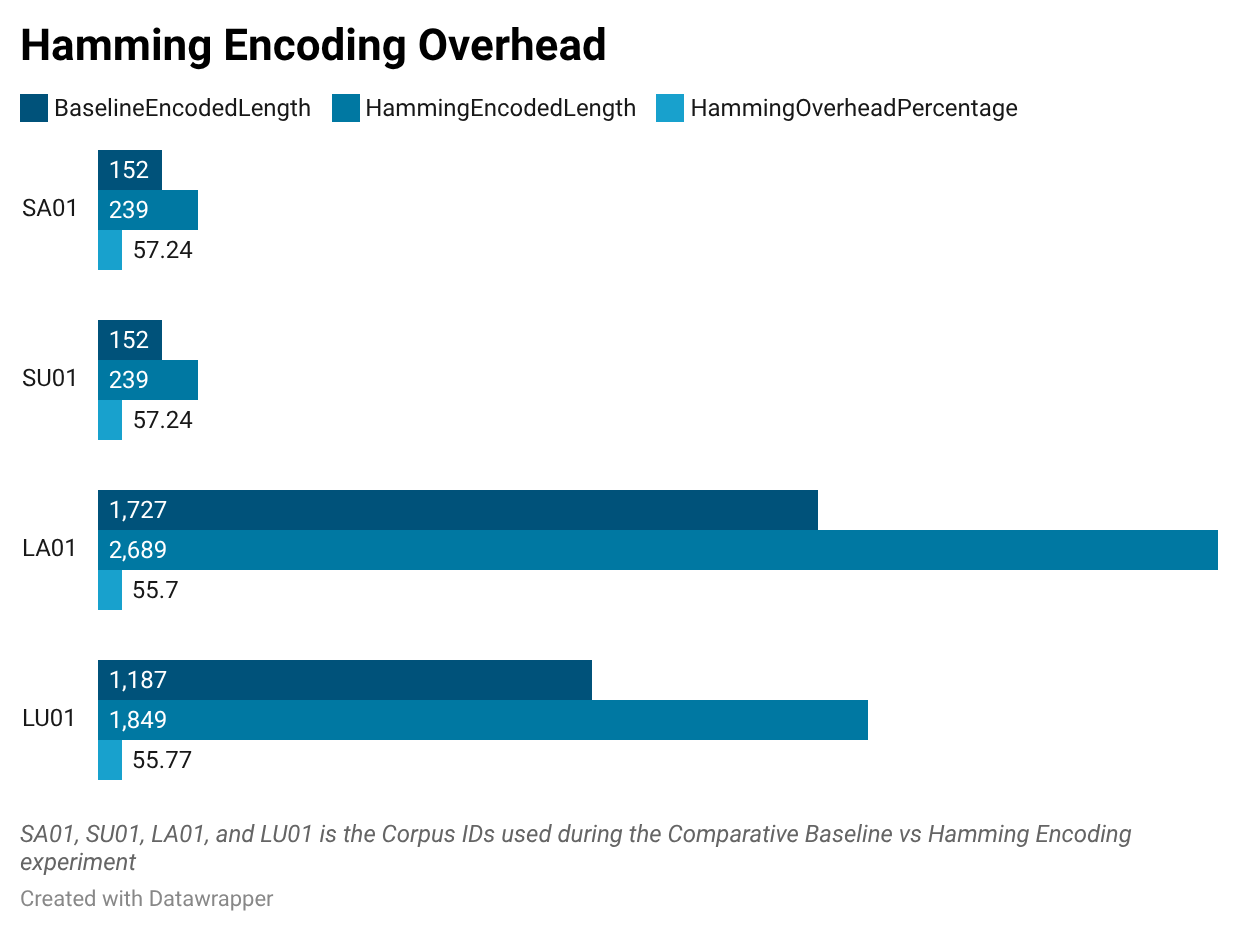 Hamming Encoding Overhead
BaselineEncodedLength HammingEncodedLength HammingOverheadPercentage
152
SA01
239
57.24
152
SU01
239
57.24
1,727
LA01
2,689
55.7
1,187
LU01
1,849
55.77
SA01, SU01, LA01, and LU01 is the Corpus IDs used during the Comparative Baseline vs Hamming Encoding
experiment
Created with Datawrapper